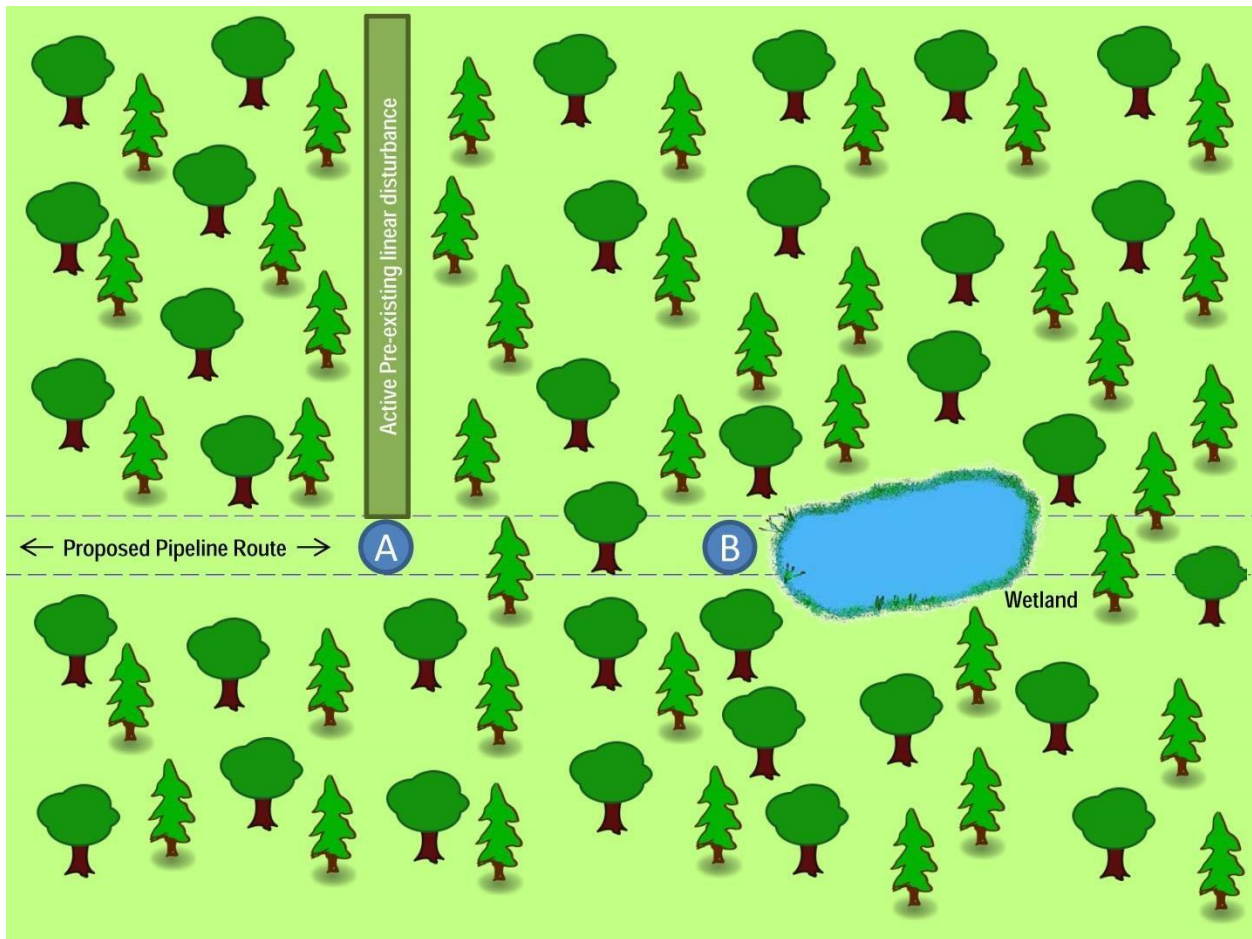 Active Pre-existing linear disturbance
Proposed Pipeline Route
A
B
Wetland